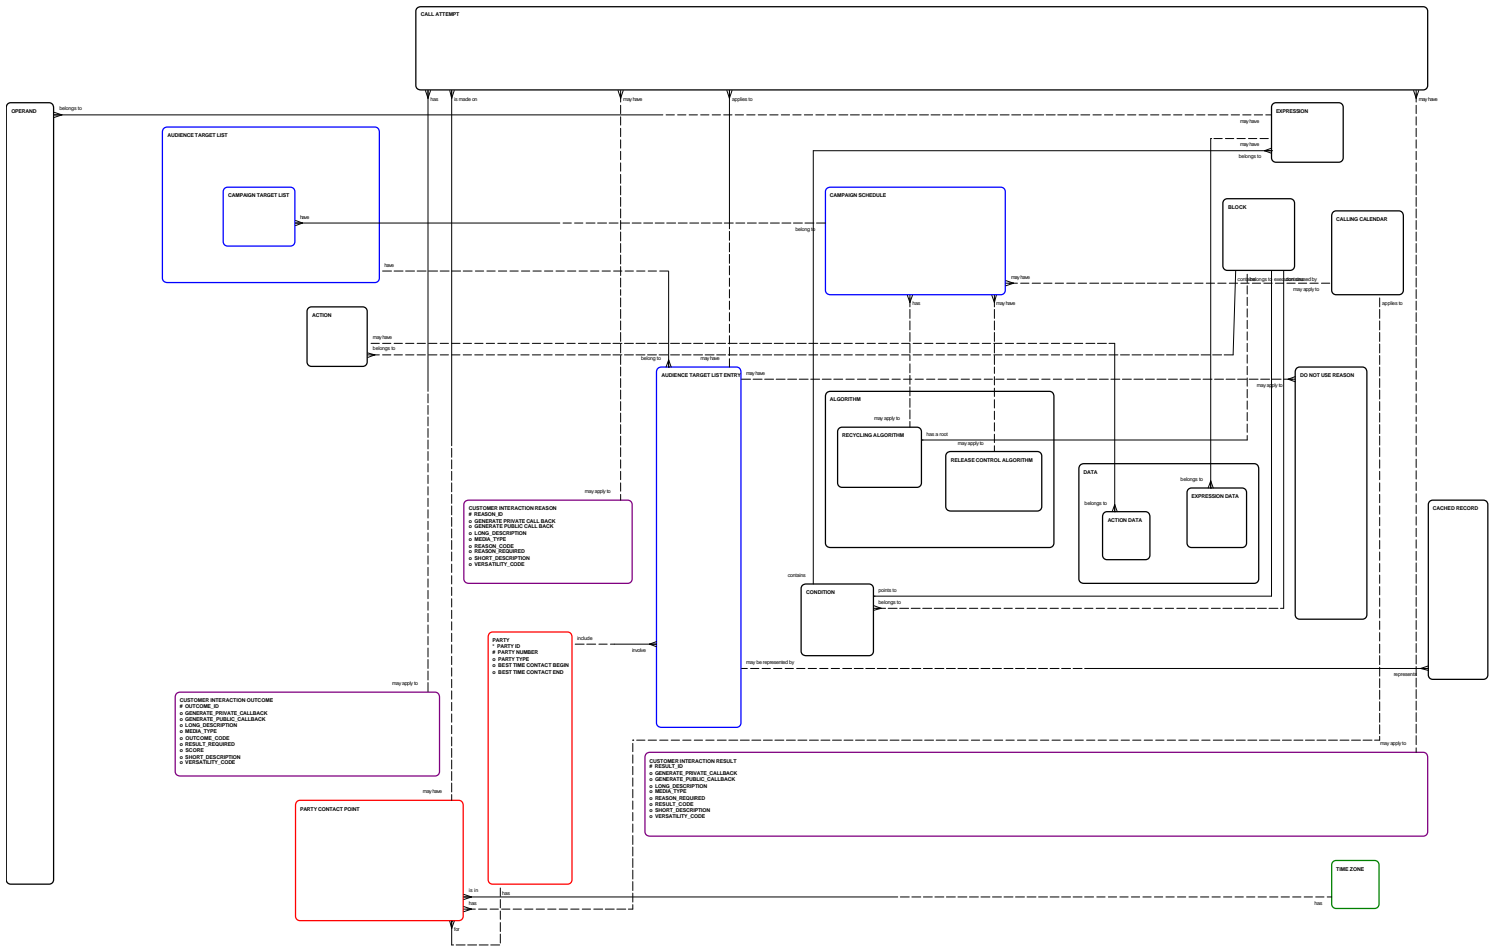 CALL ATTEMPT
has
is made on
may have
applies to
may have
OPERAND
belongs to
EXPRESSION
may have
may have
belongs to
AUDIENCE TARGET LIST
CAMPAIGN TARGET LIST
have
have
CAMPAIGN SCHEDULE
belong to
BLOCK
CALLING CALENDAR
may have
may apply to
applies to
has
may have
ACTION
may have
belongs to
belong to
may have
AUDIENCE TARGET LIST ENTRY
may have
may apply to
DO NOT USE REASON
ALGORITHM
may apply to
RECYCLING ALGORITHM
has a root
may apply to
RELEASE CONTROL ALGORITHM
DATA
belongs to
EXPRESSION DATA
belongs to
ACTION DATA
may apply to
CUSTOMER INTERACTION REASON
# REASON_ID
o GENERATE PRIVATE CALL BACK
o GENERATE PUBLIC CALL BACK
o LONG_DESCRIPTION
o MEDIA_TYPE
o REASON_CODE
o REASON_REQUIRED
o SHORT_DESCRIPTION
o VERSATILITY_CODE
CACHED RECORD
contains
CONDITION
points to
belongs to
PARTY
* PARTY ID
# PARTY NUMBER
o PARTY TYPE
o BEST TIME CONTACT BEGIN
o BEST TIME CONTACT END
include
involve
may be represented by
represents
may apply to
CUSTOMER INTERACTION OUTCOME
# OUTCOME_ID
o GENERATE_PRIVATE_CALLBACK
o GENERATE_PUBLIC_CALLBACK
o LONG_DESCRIPTION
o MEDIA_TYPE
o OUTCOME_CODE
o RESULT_REQUIRED
o SCORE
o SHORT_DESCRIPTION
o VERSATILITY_CODE
may apply to
CUSTOMER INTERACTION RESULT
# RESULT_ID
o GENERATE_PRIVATE_CALLBACK
o GENERATE_PUBLIC_CALLBACK
o LONG_DESCRIPTION
o MEDIA_TYPE
o REASON_REQUIRED
o RESULT_CODE
o SHORT_DESCRIPTION
o VERSATILITY_CODE
may have
PARTY CONTACT POINT
is in
has
has
for
TIME ZONE
has